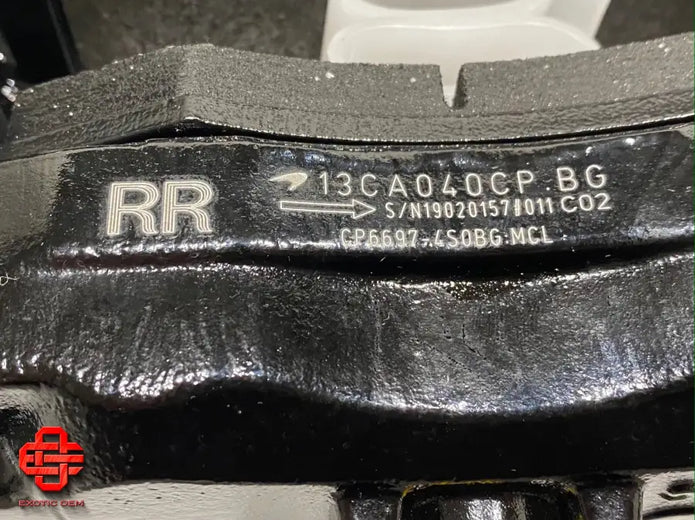 RR
13CA040CP.BG
S/N19020157#011 C02
CP6697-4S0BG.MCL
EXOTIC OEM